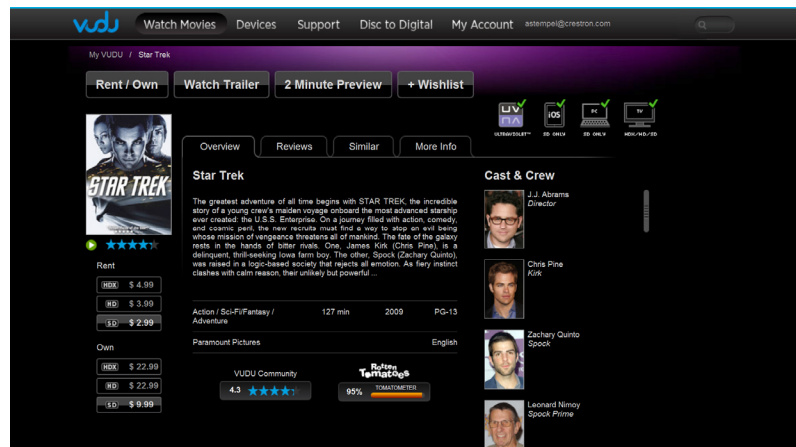 vudu Watch Movies Devices Support Disc to Digital My Account astempel@crestron.com
My VUDU / Star Trek
Rent / Own Watch Trailer 2 Minute Preview + Wishlist
UV iOS PC TV
ULTRAVIOLET™ SD ONLY SD ONLY HDX/HD/SD
Overview Reviews Similar More Info
STAR TREK
Star Trek
The greatest adventure of all time begins with STAR TREK, the incredible
story of a young crew's maiden voyage onboard the most advanced starship
ever created: the U.S.S. Enterprise. On a journey filled with action, comedy,
and cosmic peril, the new recruits must find a way to stop an evil being
whose mission of vengeance threatens all of mankind. The fate of the galaxy
rests in the hands of bitter rivals. One, James Kirk (Chris Pine), is a
delinquent, thrill-seeking Iowa farm boy. The other, Spock (Zachary Quinto),
was raised in a logic-based society that rejects all emotion. As fiery instinct
clashes with calm reason, their unlikely but powerful ...
Action / Sci-Fi/Fantasy / 127 min 2009 PG-13
Adventure
Paramount Pictures English
VUDU Community
4.3
Rotten
Tomatoes
95% TOMATOMETER
Rent
HDX $ 4.99
HD $ 3.99
SD $ 2.99
Own
HDX $ 22.99
HD $ 22.99
SD $ 9.99
Cast & Crew
J.J. Abrams
Director
Chris Pine
Kirk
Zachary Quinto
Spock
Leonard Nimoy
Spock Prime